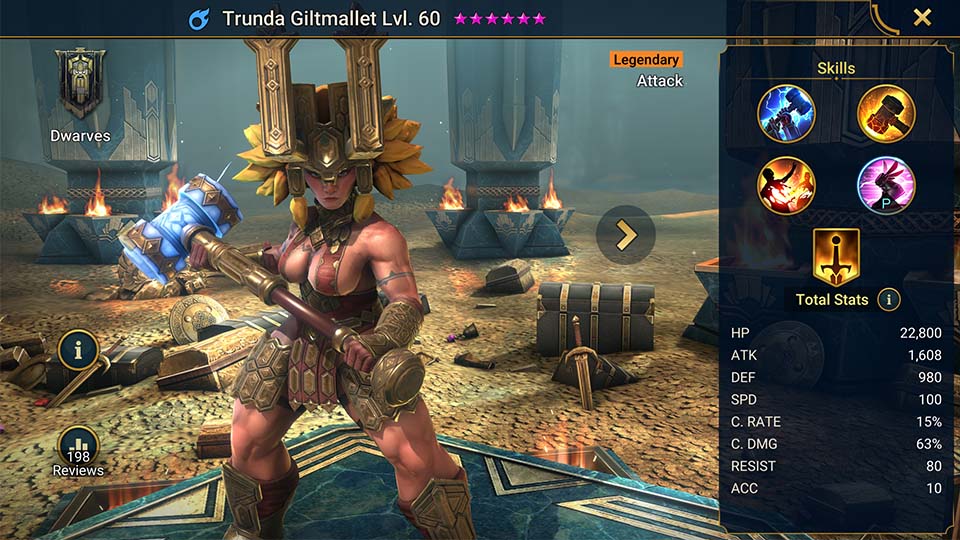 Trunda Giltmallet Lvl. 60
Legendary
Attack
Dwarves
198
Reviews
Skills
P
Total Stats
HP 22,800
ATK 1,608
DEF 980
SPD 100
C. RATE 15%
C. DMG 63%
RESIST 80
ACC 10